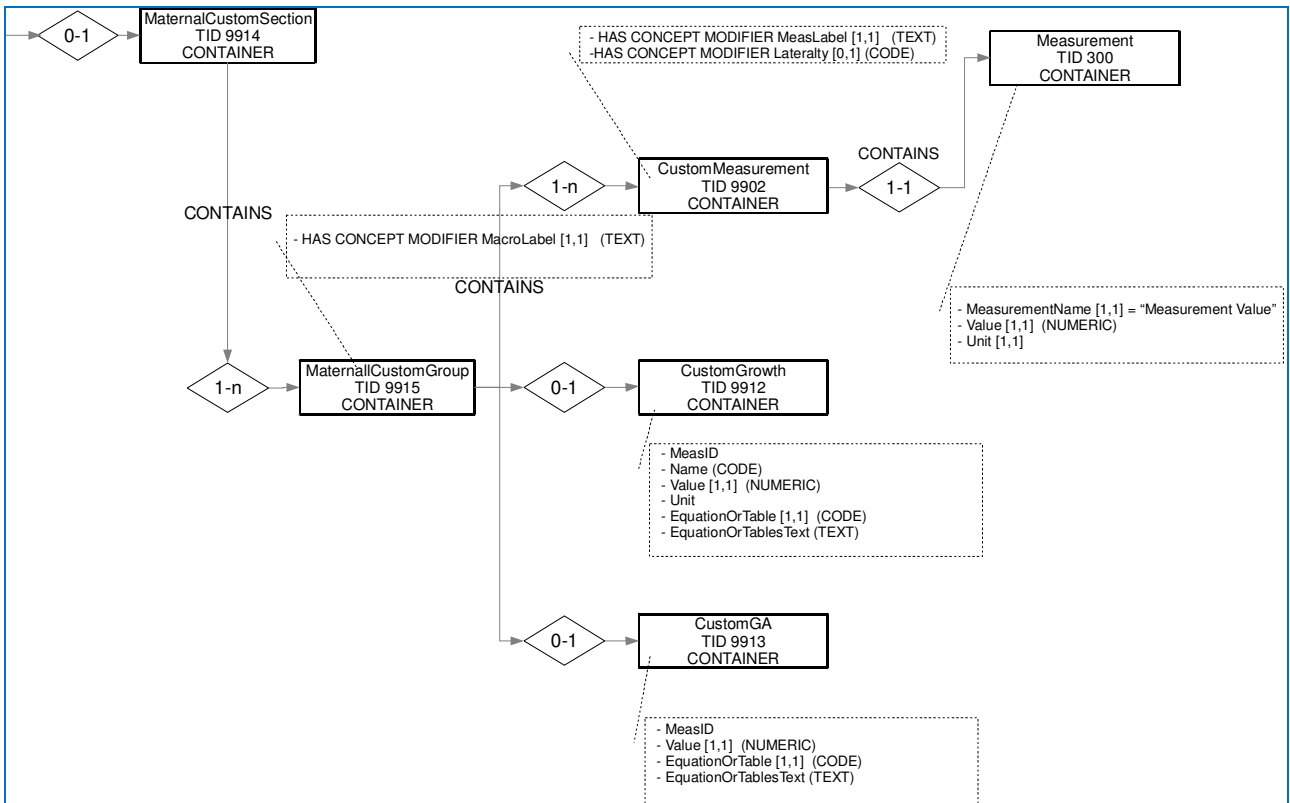 0-1
MaternalCustomSection
TID 9914
CONTAINER
- HAS CONCEPT MODIFIER MeasLabel [1,1] (TEXT)
-HAS CONCEPT MODIFIER Lateralty [0,1] (CODE)
Measurement
TID 300
CONTAINER
CONTAINS
1-n
CustomMeasurement
TID 9902
CONTAINER
CONTAINS
1-1
- HAS CONCEPT MODIFIER MacroLabel [1,1] (TEXT)
CONTAINS
- MeasurementName [1,1] = “Measurement Value”
- Value [1,1] (NUMERIC)
- Unit [1,1]
1-n
MaternallCustomGroup
TID 9915
CONTAINER
0-1
CustomGrowth
TID 9912
CONTAINER
- MeasID
- Name (CODE)
- Value [1,1] (NUMERIC)
- Unit
- EquationOrTable [1,1] (CODE)
- EquationOrTablesText (TEXT)
0-1
CustomGA
TID 9913
CONTAINER
- MeasID
- Value [1,1] (NUMERIC)
- EquationOrTable [1,1] (CODE)
- EquationOrTablesText (TEXT)